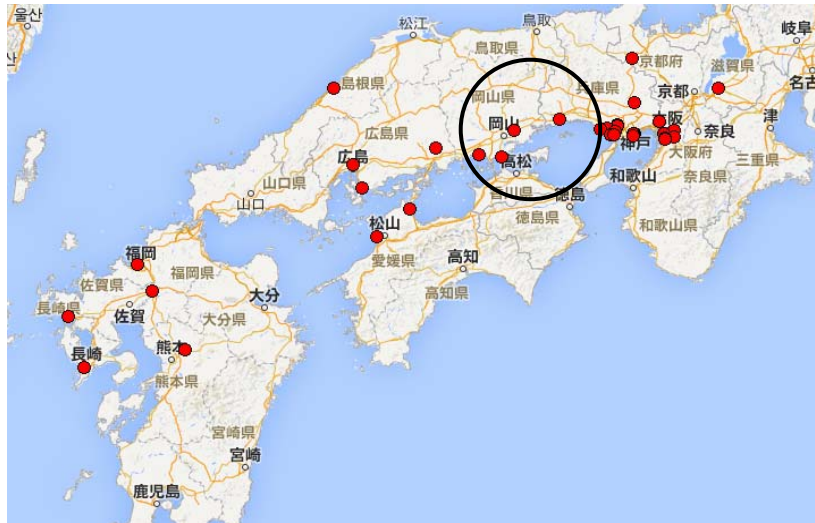 울산
산
松江
鳥取
鳥取県
島根県
岡山県
岡山
兵庫県
京都府
京都
滋賀県
岐阜
名古
津
大阪
大阪府
神戸
奈良
奈良県
三重県
和歌山
和歌山県
広島県
広島
山口県
山口
高松
香川県
徳島
徳島県
松山
愛媛県
高知
高知県
福岡
福岡県
佐賀県
佐賀
長崎県
長崎
大分
大分県
熊本
熊本県
宮崎県
宮崎
鹿児島